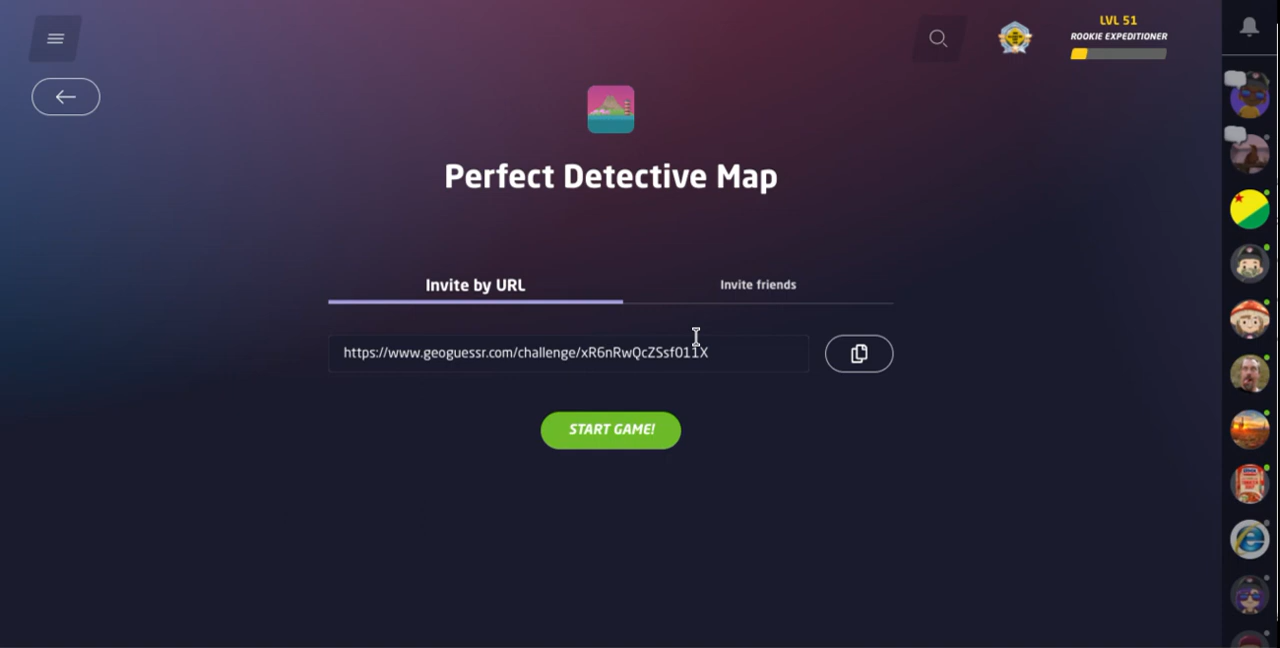 LVL 51
ROOKIE EXPEDITIONER
Perfect Detective Map
Invite by URL
Invite friends
https://www.geoguessr.com/challenge/xR6nRwQcZSsf011X
START GAME!